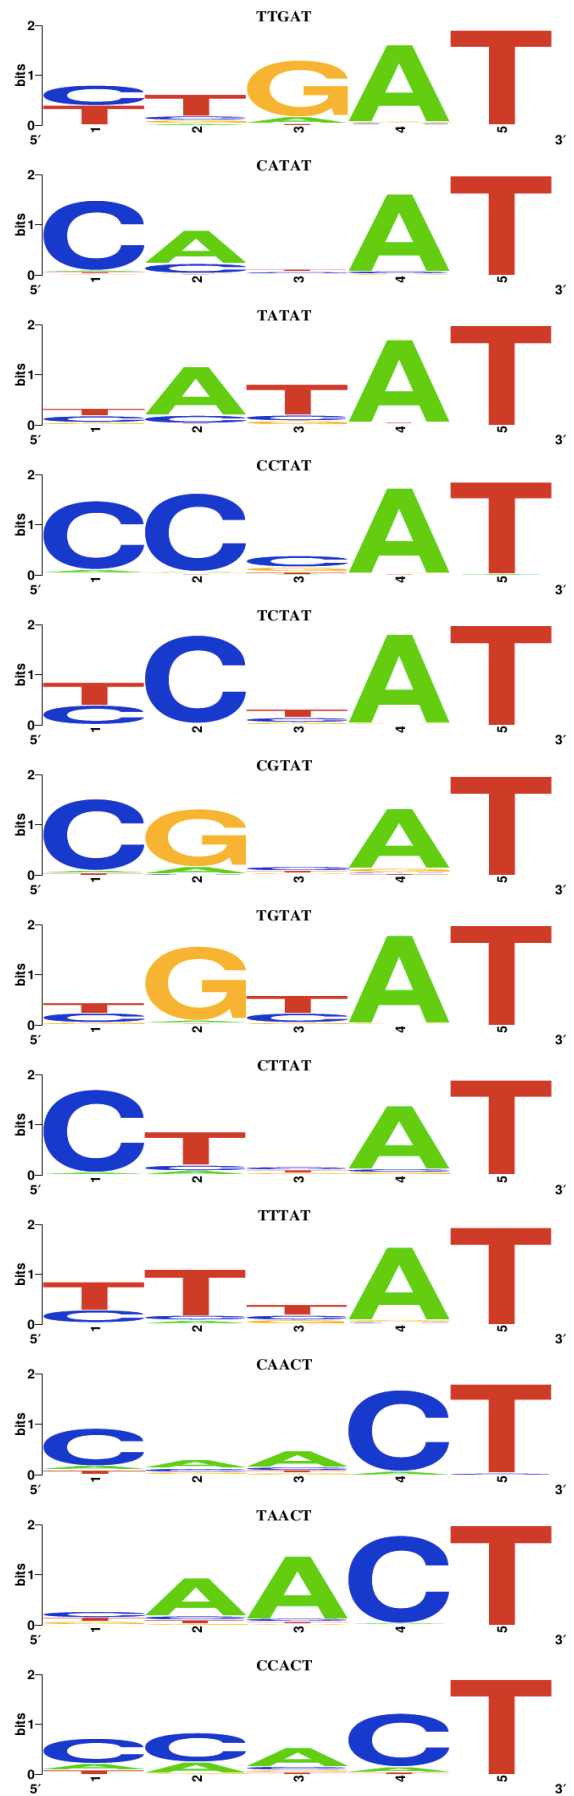 TTGAT
2
1
0
bits
C T G A T
T C A
1 2 3 4 5
5′ 3′
CATAT
2
1
0
bits
C A T A T
C
1 2 3 4 5
5′ 3′
TATAT
2
1
0
bits
T A T A T
C C C
1 2 3 4 5
5′ 3′
CCTAT
2
1
0
bits
C C C A T
1 2 3 4 5
5′ 3′
TCTAT
2
1
0
bits
T C T A T
C C
1 2 3 4 5
5′ 3′
CGTAT
2
1
0
bits
C G C A T
A T
1 2 3 4 5
5′ 3′
TGTAT
2
1
0
bits
T G T A T
C C
1 2 3 4 5
5′ 3′
CTTAT
2
1
0
bits
C T C A T
C T
1 2 3 4 5
5′ 3′
TTTAT
2
1
0
bits
T T T A T
C C C
1 2 3 4 5
5′ 3′
CAACT
2
1
0
bits
C A A C T
A C C A
1 2 3 4 5
5′ 3′
TAACT
2
1
0
bits
C A A C T
T C C
1 2 3 4 5
5′ 3′
CCACT
2
1
0
bits
C C A C T
A A C A
T
1 2 3 4 5
5′ 3′